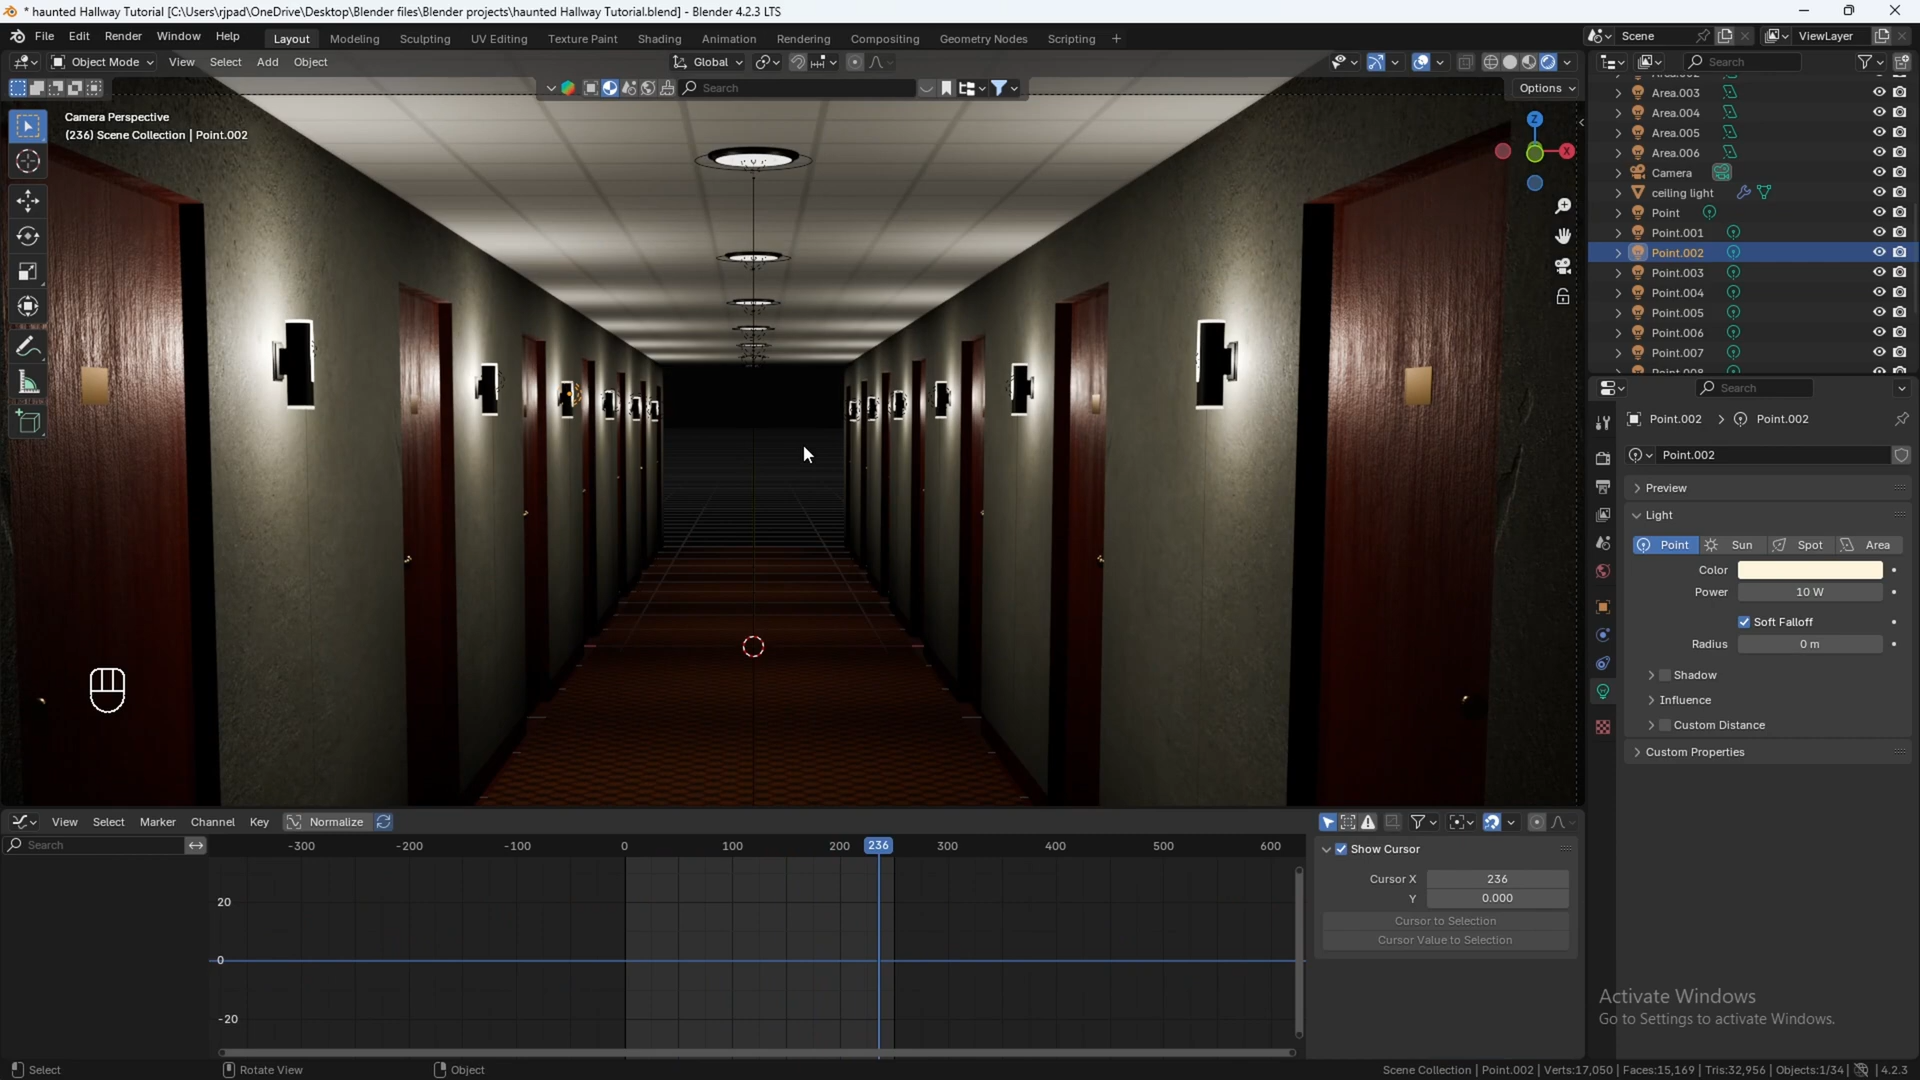 * haunted Hallway Tutorial [C:\Users\rjpad\OneDrive\Desktop\Blender files\Blender projects\haunted Hallway Tutorial.blend] - Blender 4.2.3 LTS
File Edit Render Window Help Layout Modeling Sculpting UV Editing Texture Paint Shading Animation Rendering Compositing Geometry Nodes Scripting + Scene ViewLayer
Object Mode View Select Add Object Global Search
Search Options
Camera Perspective
(236) Scene Collection | Point.002
Z
X
Area.003
Area.004
Area.005
Area.006
Camera
ceiling light
Point
Point.001
Point.002
Point.003
Point.004
Point.005
Point.006
Point.007
Search
Point.002 > Point.002
Point.002
Preview
Light
Point Sun Spot Area
Color
Power 10 W
Soft Falloff
Radius 0 m
Shadow
Influence
Custom Distance
Custom Properties
View Select Marker Channel Key Normalize
Search
-300 -200 -100 0 100 200 236 300 400 500 600
20
0
-20
Show Cursor
Cursor X 236
Y 0.000
Cursor to Selection
Cursor Value to Selection
Activate Windows
Go to Settings to activate Windows.
Select Rotate View Object
Scene Collection | Point.002 | Verts:17,050 | Faces:15,169 | Tris:32,956 | Objects:1/34 | 4.2.3